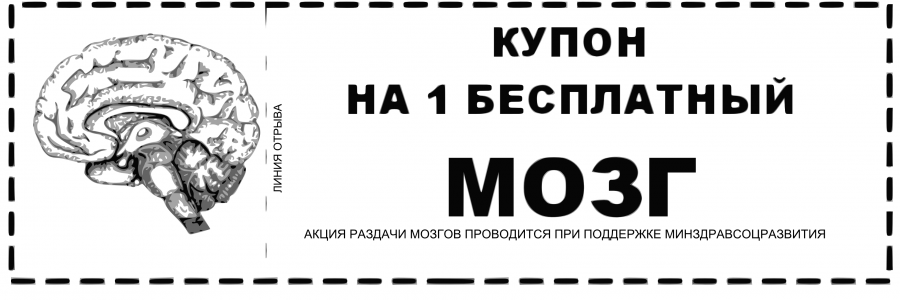 ЛИНИЯ ОТРЫВА
КУПОН
НА 1 БЕСПЛАТНЫЙ
МОЗГ
АКЦИЯ РАЗДАЧИ МОЗГОВ ПРОВОДИТСЯ ПРИ ПОДДЕРЖКЕ МИНЗДРАВСОЦРАЗВИТИЯ